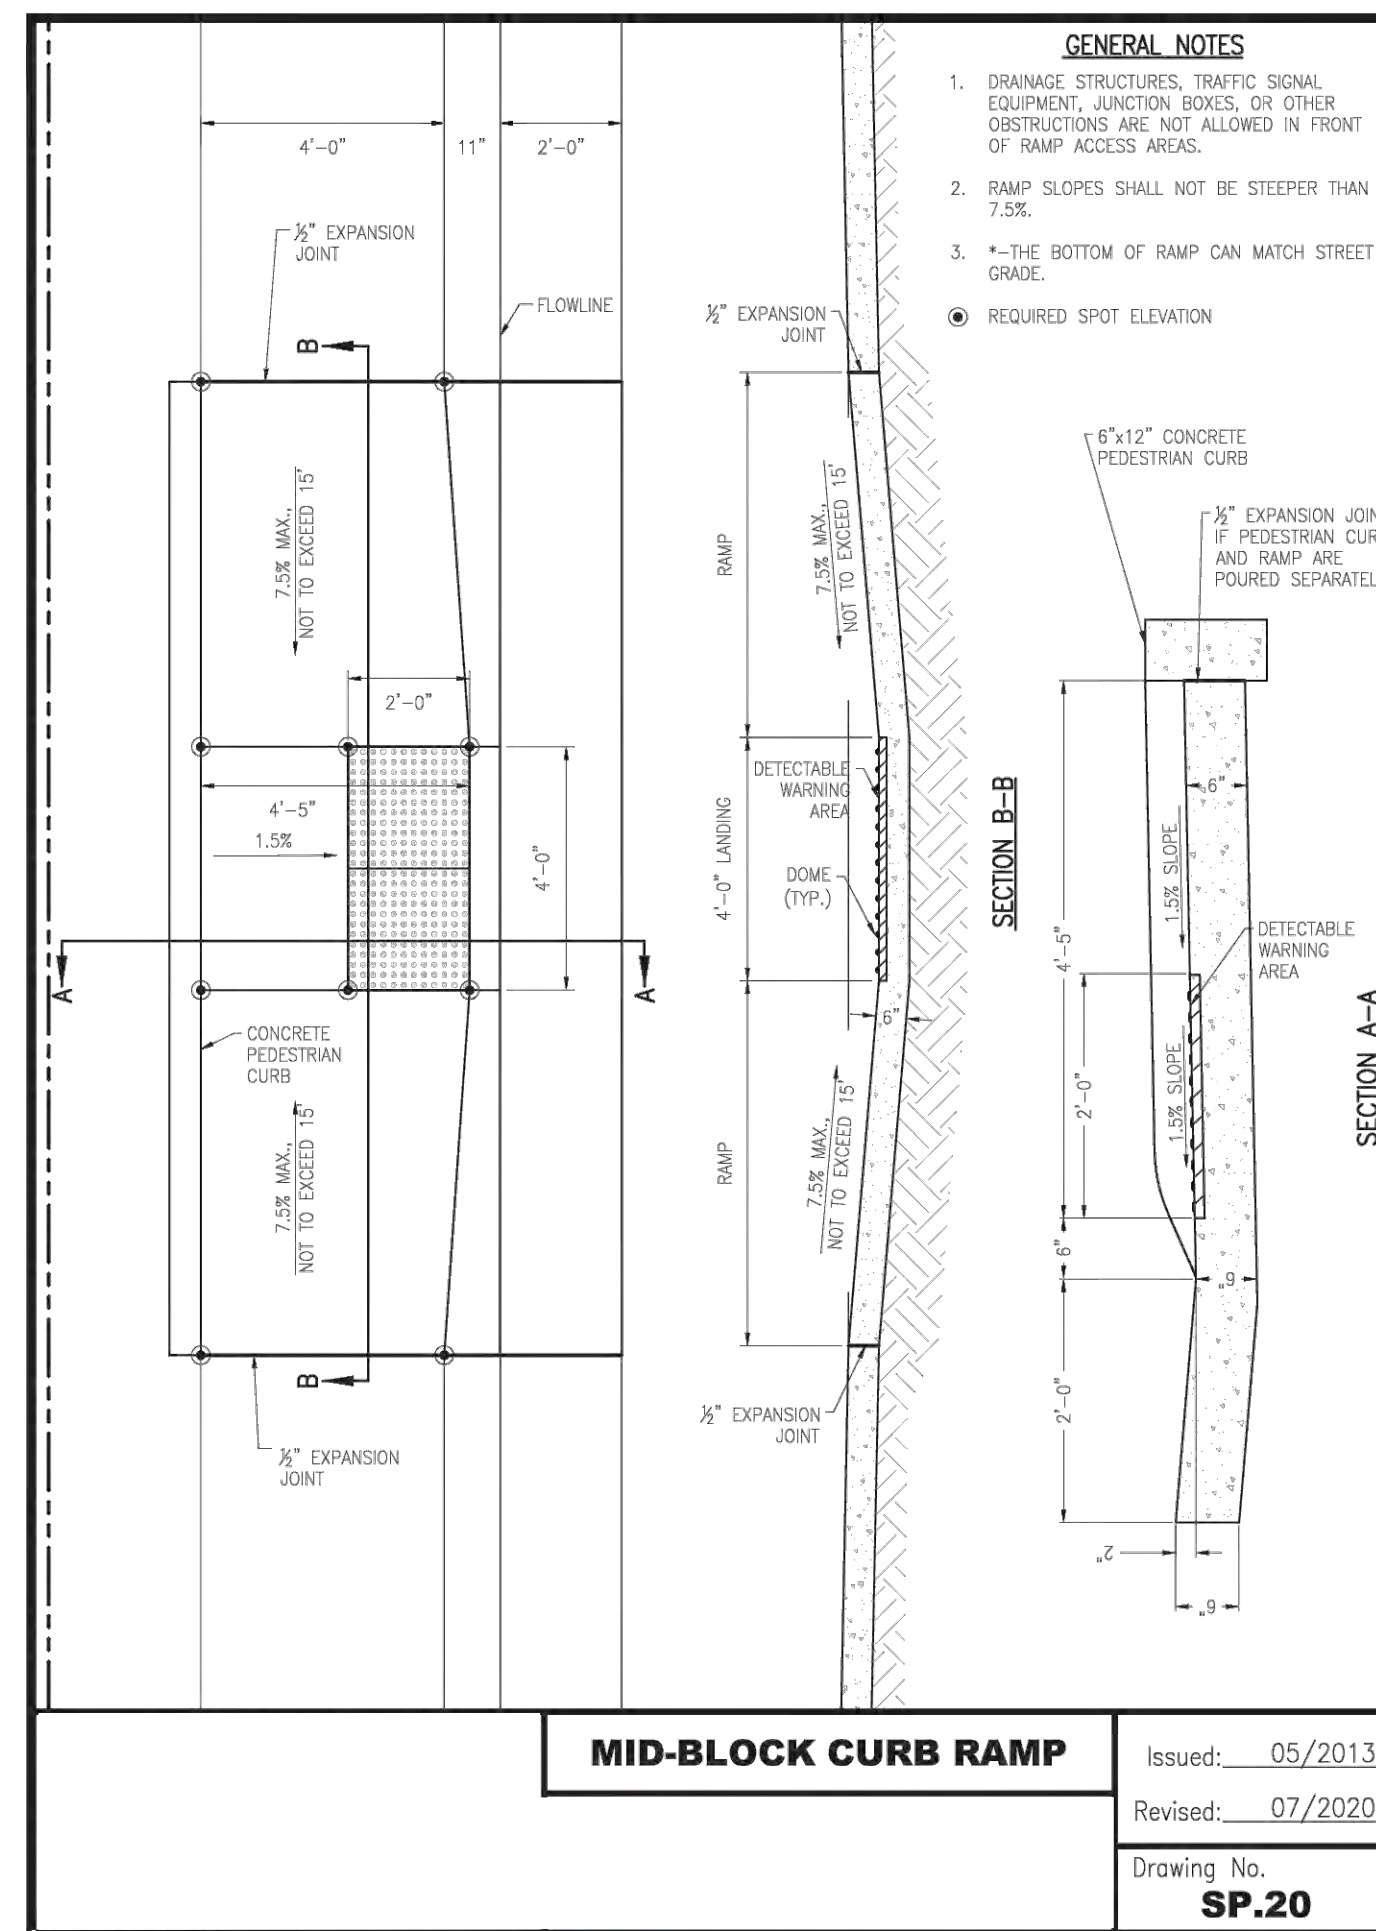 GENERAL NOTES
1. DRAINAGE STRUCTURES, TRAFFIC SIGNAL
EQUIPMENT, JUNCTION BOXES, OR OTHER
OBSTRUCTIONS ARE NOT ALLOWED IN FRONT
OF RAMP ACCESS AREAS.
2. RAMP SLOPES SHALL NOT BE STEEPER THAN
7.5%.
3. *-THE BOTTOM OF RAMP CAN MATCH STREET
GRADE.
REQUIRED SPOT ELEVATION
4'-0"
11"
2'-0"
½" EXPANSION
JOINT
FLOWLINE
B
7.5% MAX.,
NOT TO EXCEED 15'
2'-0"
4'-5"
1.5%
4'-0"
A
A
CONCRETE
PEDESTRIAN
CURB
7.5% MAX.,
NOT TO EXCEED 15'
B
½" EXPANSION
JOINT
½" EXPANSION
JOINT
RAMP
7.5% MAX.,
NOT TO EXCEED 15'
DETECTABLE
WARNING
AREA
4'-0" LANDING
DOME
(TYP.)
6"
RAMP
7.5% MAX.,
NOT TO EXCEED 15'
½" EXPANSION
JOINT
SECTION B-B
6"x12" CONCRETE
PEDESTRIAN CURB
½" EXPANSION JOIN
IF PEDESTRIAN CUR
AND RAMP ARE
POURED SEPARATEL
6"
1.5% SLOPE
4'-5"
DETECTABLE
WARNING
AREA
2'-0"
1.5% SLOPE
6"
6"
2'-0"
2"
6"
SECTION A-A
MID-BLOCK CURB RAMP
Issued: 05/2013
Revised: 07/2020
Drawing No.
SP.20